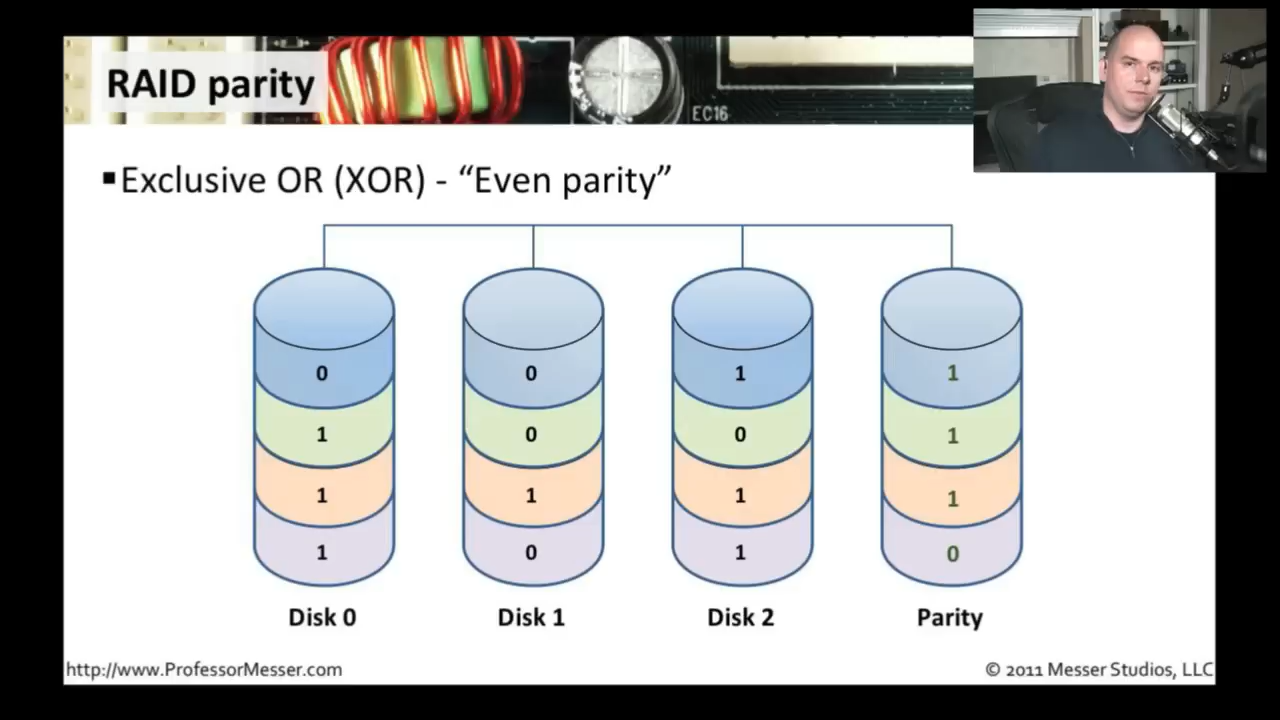 RAID parity
EC16
▪Exclusive OR (XOR) - “Even parity”
0 0 1 1
1 0 0 1
1 1 1 1
1 0 1 0
Disk 0 Disk 1 Disk 2 Parity
http://www.ProfessorMesser.com © 2011 Messer Studios, LLC